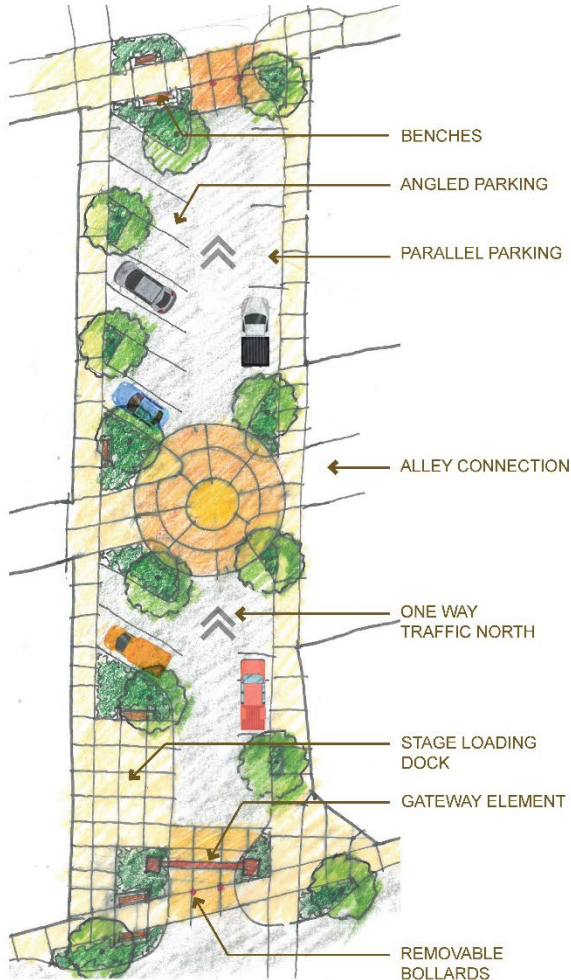 BENCHES
ANGLED PARKING
PARALLEL PARKING
ALLEY CONNECTION
ONE WAY
TRAFFIC NORTH
STAGE LOADING
DOCK
GATEWAY ELEMENT
REMOVABLE
BOLLARDS